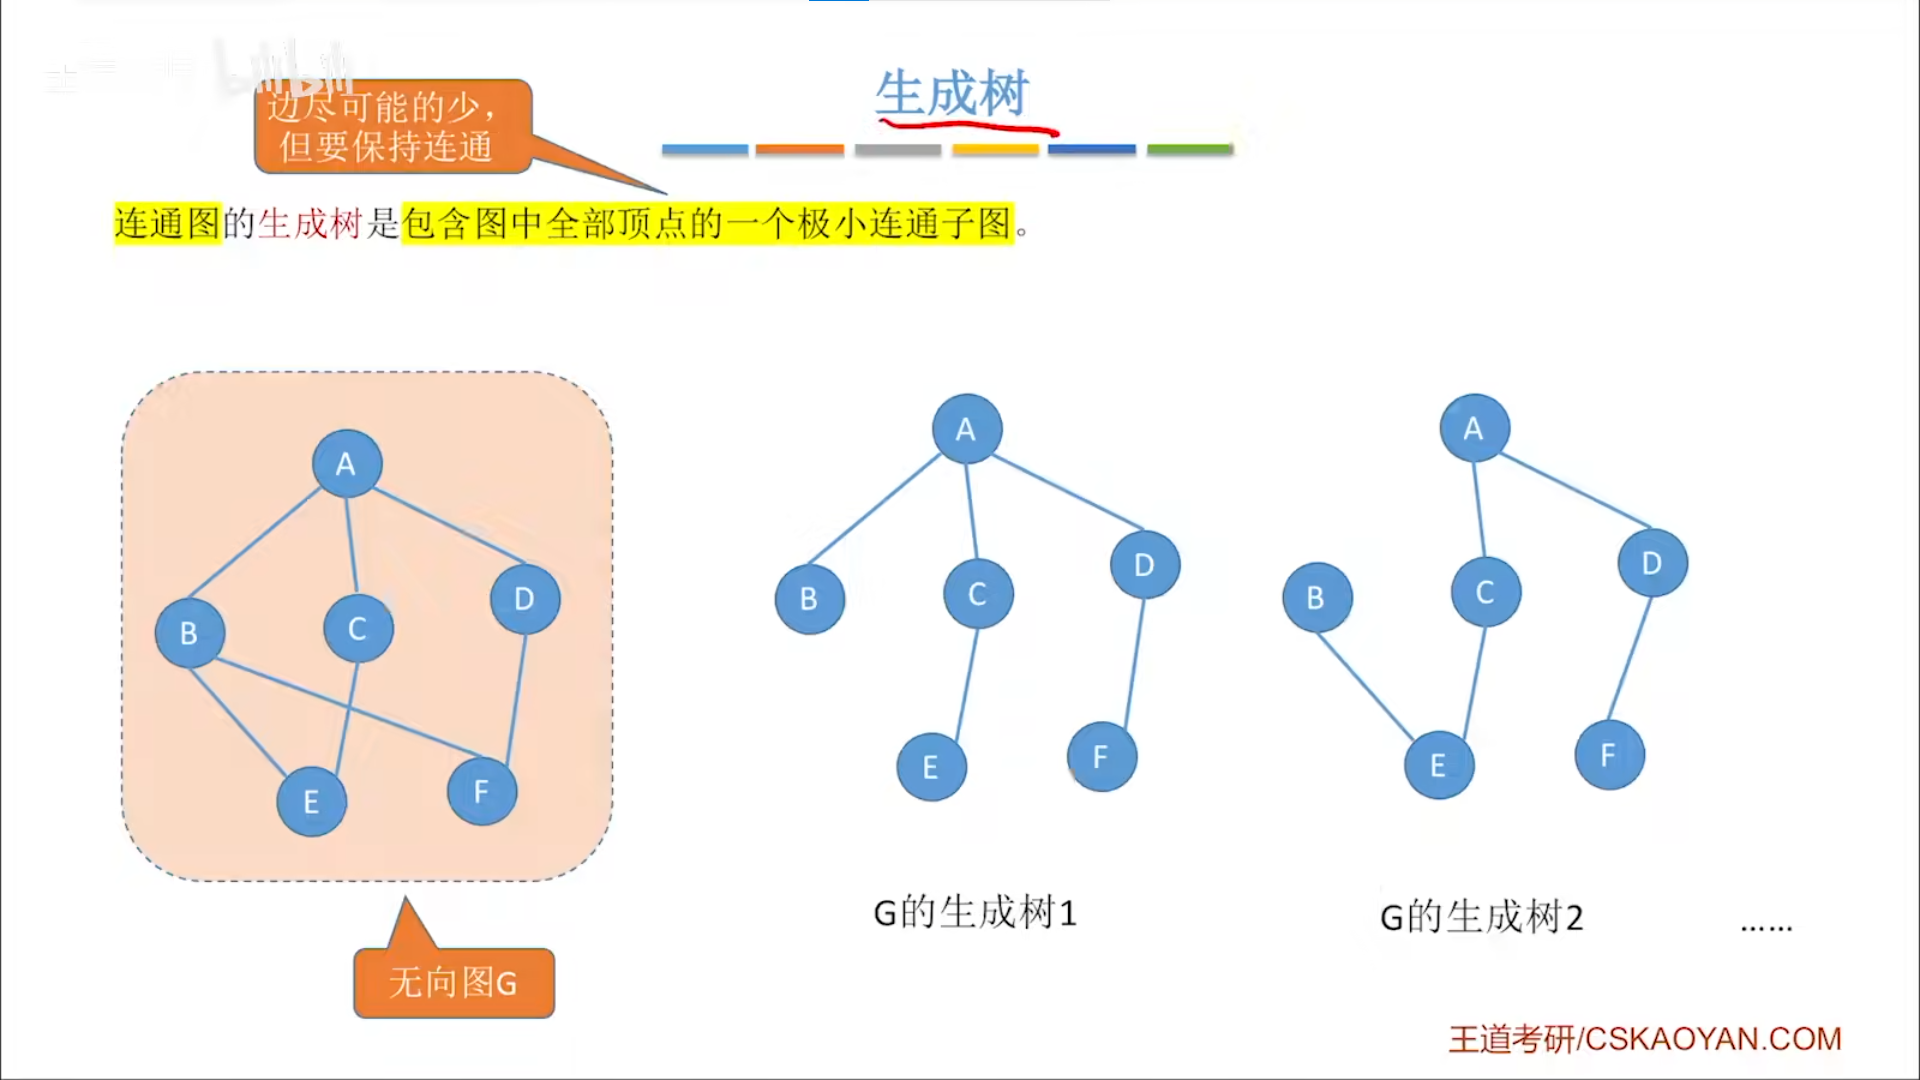 bilibili
生成树
边尽可能的少，
但要保持连通
连通图的生成树是包含图中全部顶点的一个极小连通子图。
A
B
C
D
E
F
A
B
C
D
E
F
A
B
C
D
E
F
G的生成树1
G的生成树2
……
无向图G
王道考研/CSKAOYAN.COM